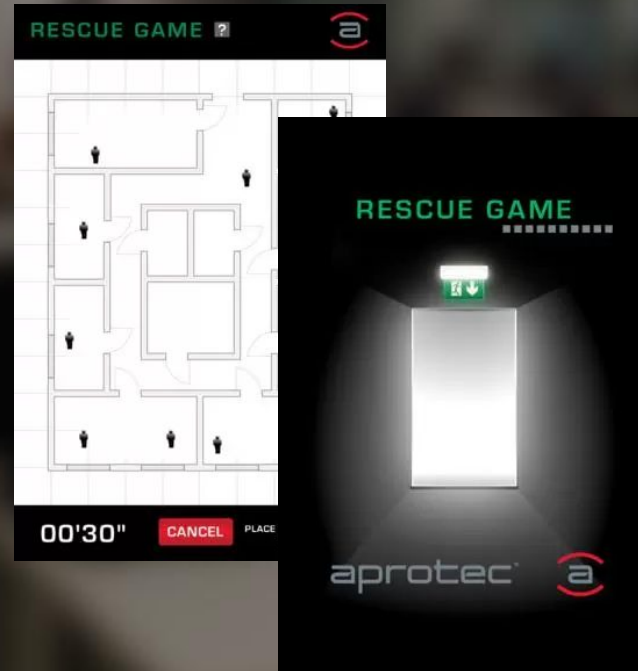 RESCUE GAME ?
a
00'30" CANCEL PLACE
RESCUE GAME
aprotec a